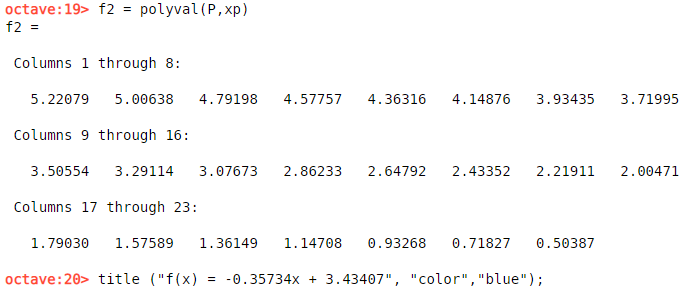 octave:19> f2 = polyval(P,xp)
f2 =
Columns 1 through 8:
5.22079 5.00638 4.79198 4.57757 4.36316 4.14876 3.93435 3.71995
Columns 9 through 16:
3.50554 3.29114 3.07673 2.86233 2.64792 2.43352 2.21911 2.00471
Columns 17 through 23:
1.79030 1.57589 1.36149 1.14708 0.93268 0.71827 0.50387
octave:20> title ("f(x) = -0.35734x + 3.43407", "color","blue");